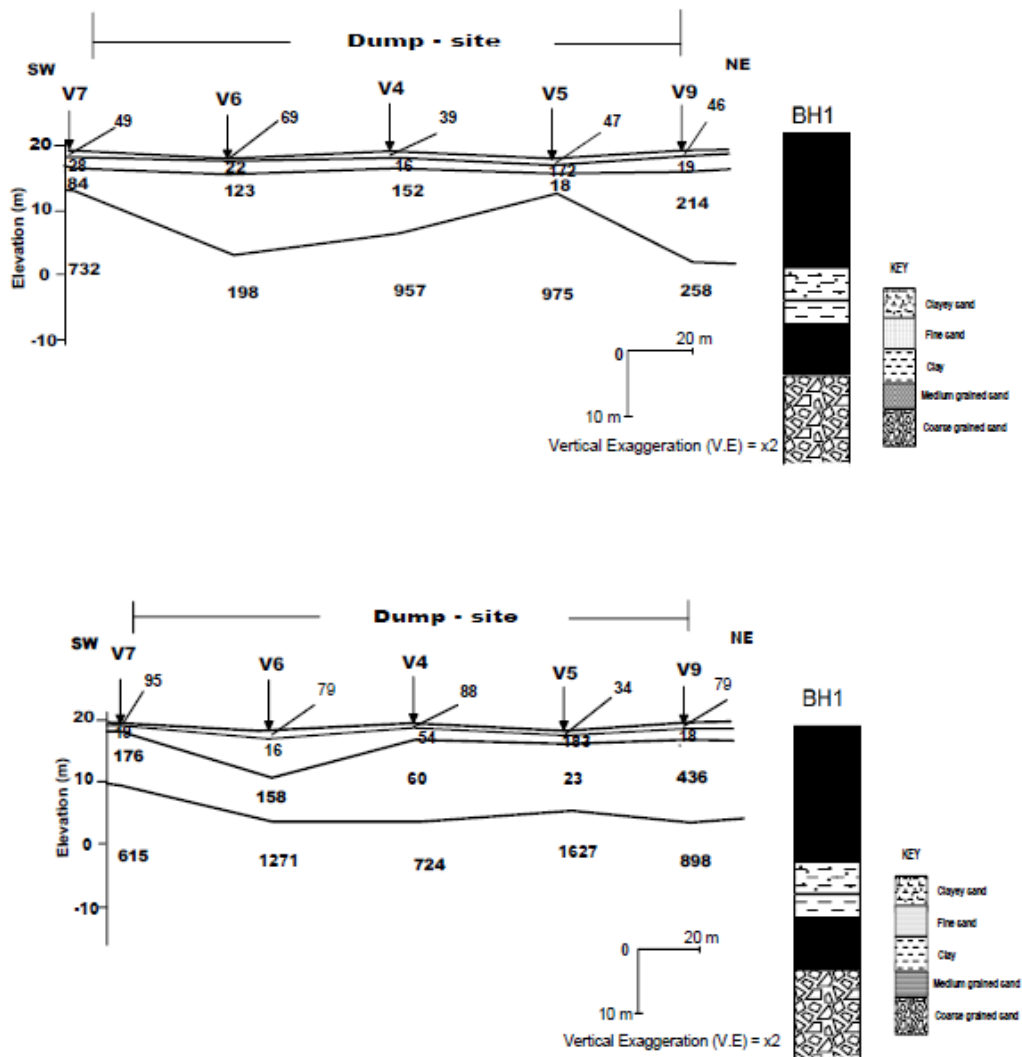 Dump - site
SW
NE
V7
V6
V4
V5
V9
BH1
49
69
39
47
46
20
28
22
16
172
19
84
123
152
18
214
10
Elevation (m)
0
732
198
957
975
258
-10
KEY
Clayey sand
Fine sand
Clay
Medium grained sand
Coarse grained sand
20 m
0
10 m
Vertical Exaggeration (V.E) = x2
Dump - site
SW
NE
V7
V6
V4
V5
V9
BH1
95
79
88
34
79
20
19
16
54
183
18
176
158
60
23
436
10
Elevation (m)
0
615
1271
724
1627
898
-10
KEY
Clayey sand
Fine sand
Clay
Medium grained sand
Coarse grained sand
0
20 m
10 m
Vertical Exaggeration (V.E) = x2